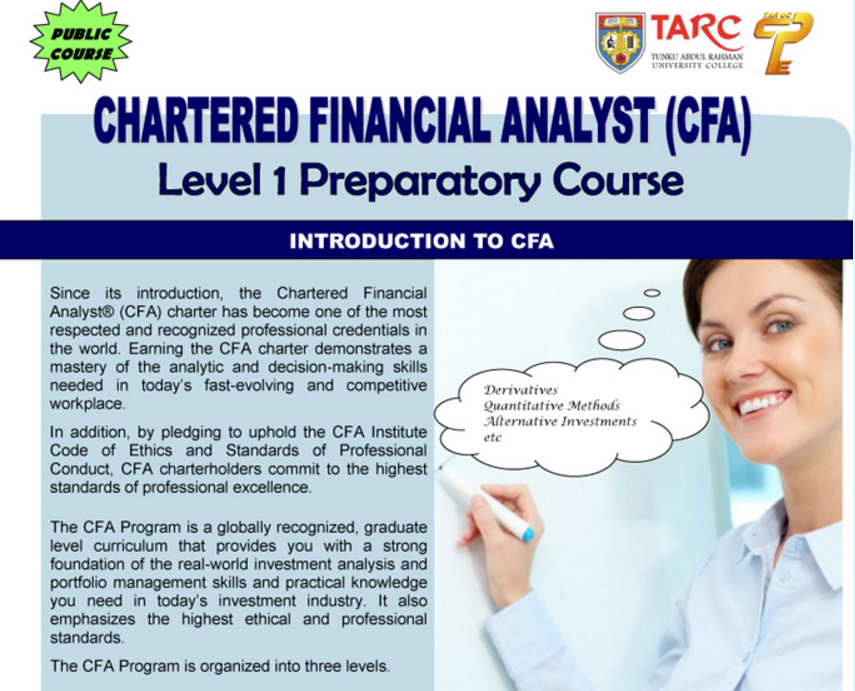 PUBLIC
COURSE
TARC
TUNKU ABDUL RAHMAN
UNIVERSITY COLLEGE
CHARTERED FINANCIAL ANALYST (CFA)
Level 1 Preparatory Course
INTRODUCTION TO CFA
Since its introduction, the Chartered Financial
Analyst® (CFA) charter has become one of the most
respected and recognized professional credentials in
the world. Earning the CFA charter demonstrates a
mastery of the analytic and decision-making skills
needed in today's fast-evolving and competitive
workplace.
In addition, by pledging to uphold the CFA Institute
Code of Ethics and Standards of Professional
Conduct, CFA charterholders commit to the highest
standards of professional excellence.
The CFA Program is a globally recognized, graduate
level curriculum that provides you with a strong
foundation of the real-world investment analysis and
portfolio management skills and practical knowledge
you need in today's investment industry. It also
emphasizes the highest ethical and professional
standards.
The CFA Program is organized into three levels.
Derivatives
Quantitative Methods
Alternative Investments
etc